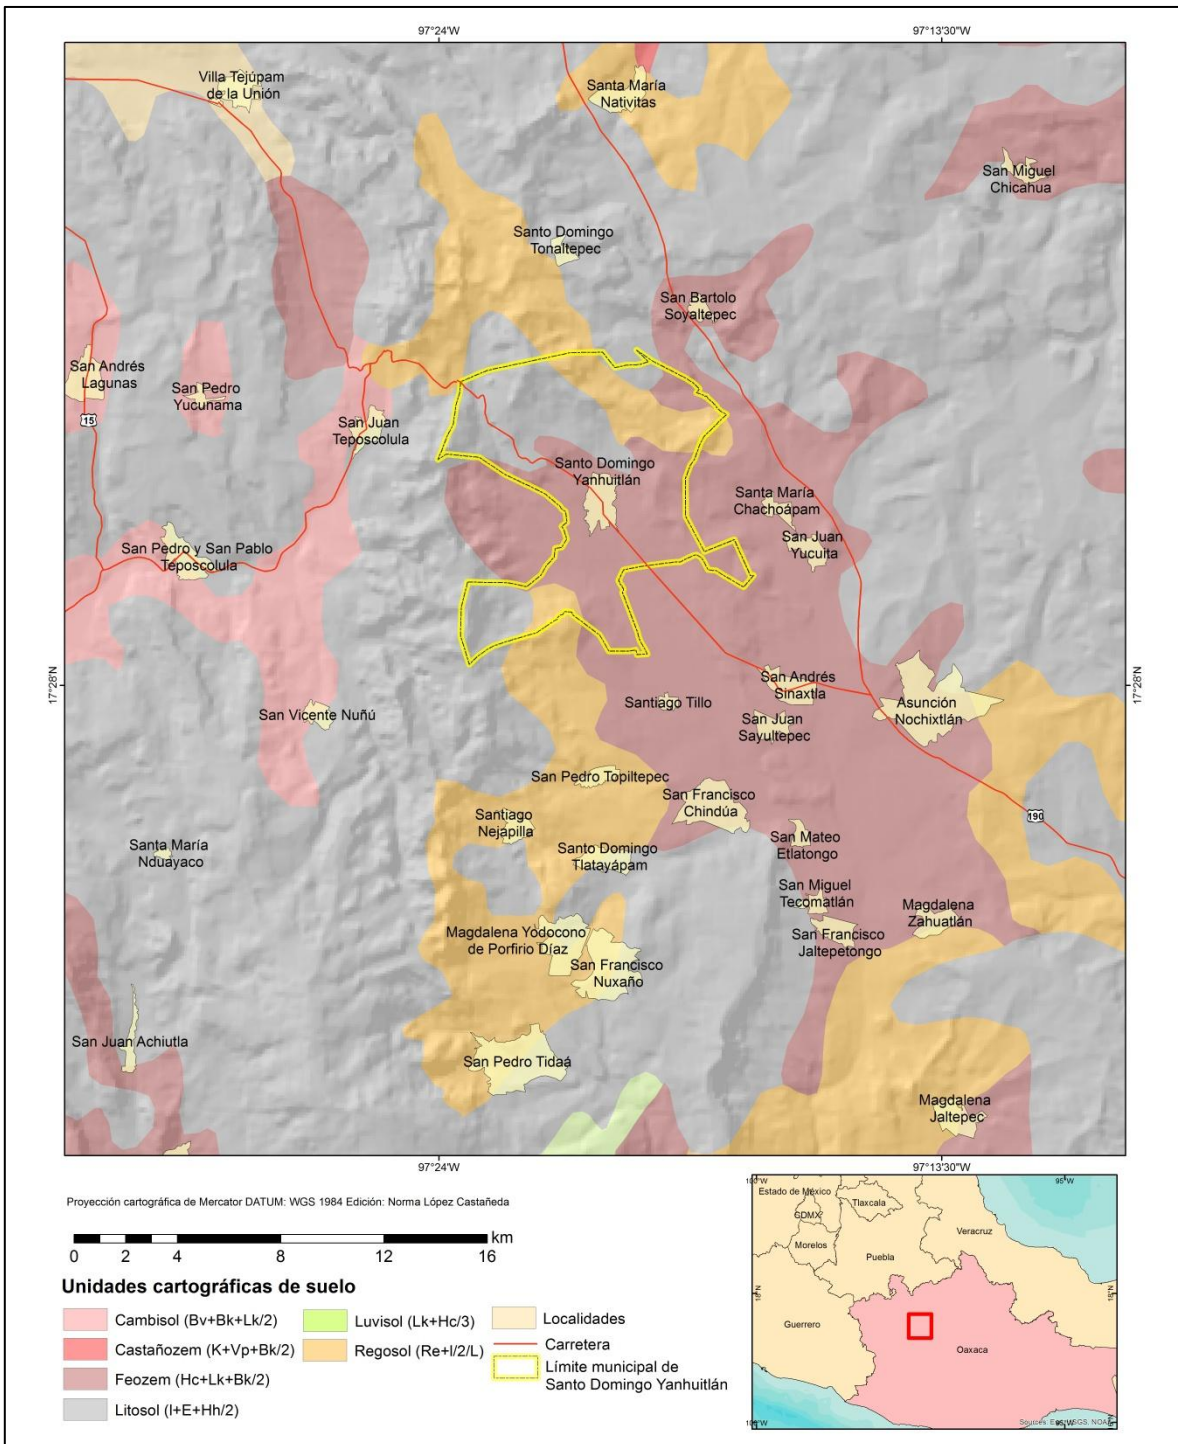 97°24'W
97°13'30"W
Villa Tejúpam
de la Unión
Santa María
Nativitas
San Miguel
Chicahua
Santo Domingo
Tonaltepec
San Bartolo
Soyaltepec
San Andrés
Lagunas
San Pedro
Yucunama
15
San Juan
Teposcolula
Santo Domingo
Yanhuitlán
Santa María
Chachoápam
San Juan
Yucuita
San Pedro y San Pablo
Teposcolula
17°28'N
17°28'N
San Andrés
Sinaxtla
Asunción
Nochixtlán
San Vicente Nuñú
Santiago Tillo
San Juan
Sayultepec
San Pedro Topiltepec
San Francisco
Chindúa
190
Santiago
Nejapilla
Santa María
Nduayaco
Santo Domingo
Tlatayápam
San Mateo
Etlatongo
San Miguel
Tecomatlán
Magdalena
Zahuatlán
Magdalena Yodocono
de Porfirio Díaz
San Francisco
Jaltepetongo
San Francisco
Nuxaño
San Juan Achiutla
San Pedro Tidaá
Magdalena
Jaltepec
97°24'W
97°13'30"W
Proyección cartográfica de Mercator DATUM: WGS 1984 Edición: Norma López Castañeda
0 2 4 8 12 16 km
Unidades cartográficas de suelo
Cambisol (Bv+Bk+Lk/2)
Castañozem (K+Vp+Bk/2)
Feozem (Hc+Lk+Bk/2)
Litosol (I+E+Hh/2)
Luvisol (Lk+Hc/3)
Regosol (Re+I/2/L)
Localidades
Carretera
Límite municipal de
Santo Domingo Yanhuitlán
100°W
95°W
Estado de México
Tlaxcala
CDMX
Morelos
Puebla
Veracruz
Guerrero
Oaxaca
100°W
95°W